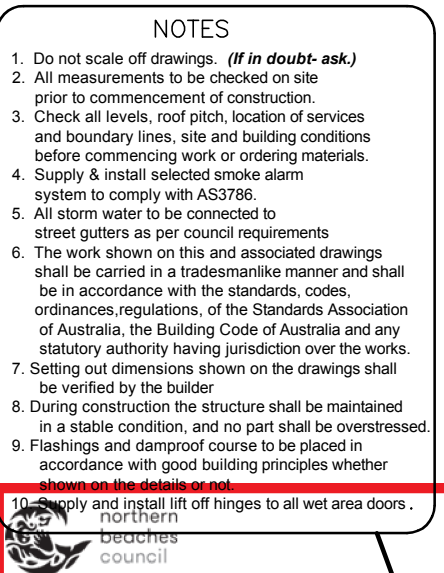 NOTES
1. Do not scale off drawings. (If in doubt- ask.)
2. All measurements to be checked on site
prior to commencement of construction.
3. Check all levels, roof pitch, location of services
and boundary lines, site and building conditions
before commencing work or ordering materials.
4. Supply & install selected smoke alarm
system to comply with AS3786.
5. All storm water to be connected to
street gutters as per council requirements
6. The work shown on this and associated drawings
shall be carried in a tradesmanlike manner and shall
be in accordance with the standards, codes,
ordinances,regulations, of the Standards Association
of Australia, the Building Code of Australia and any
statutory authority having jurisdiction over the works.
7. Setting out dimensions shown on the drawings shall
be verified by the builder
8. During construction the structure shall be maintained
in a stable condition, and no part shall be overstressed.
9. Flashings and damproof course to be placed in
accordance with good building principles whether
shown on the details or not.
10. Supply and install lift off hinges to all wet area doors.
northern
beaches
council